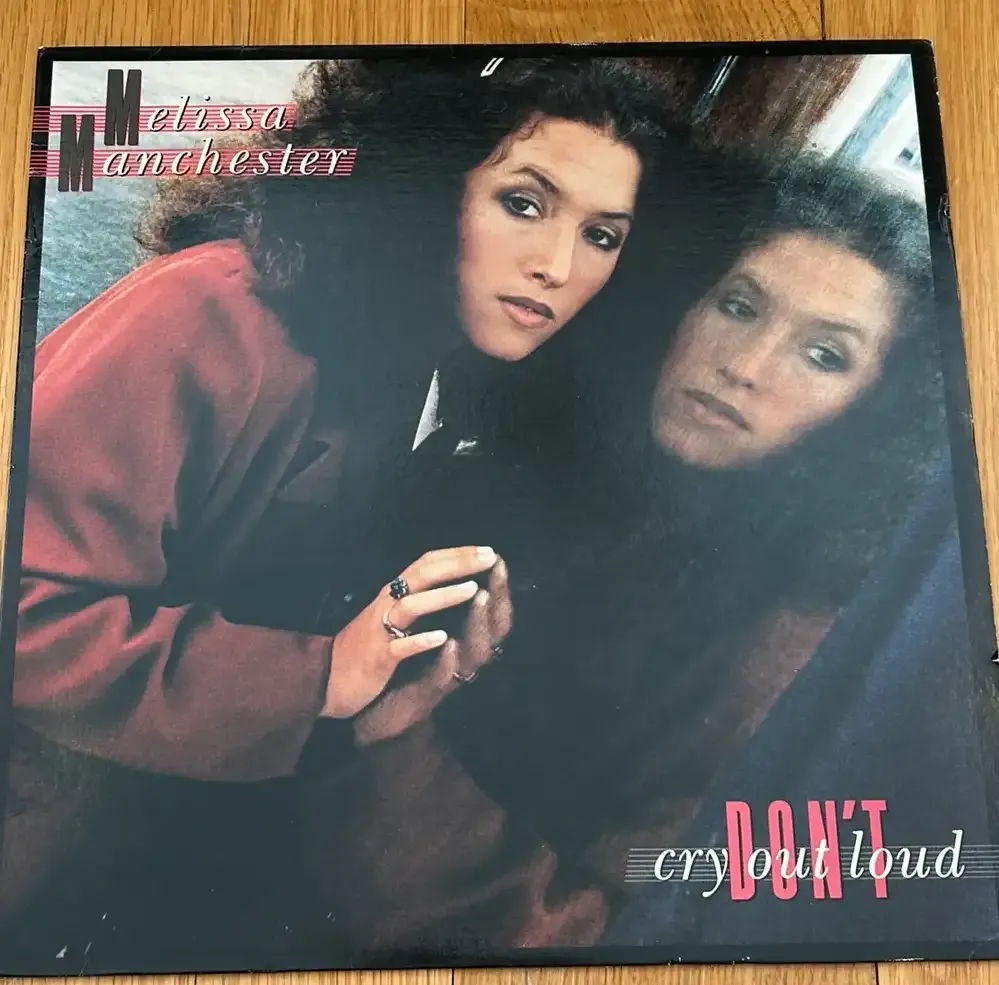 Melissa
Manchester
DON'T
cry out loud